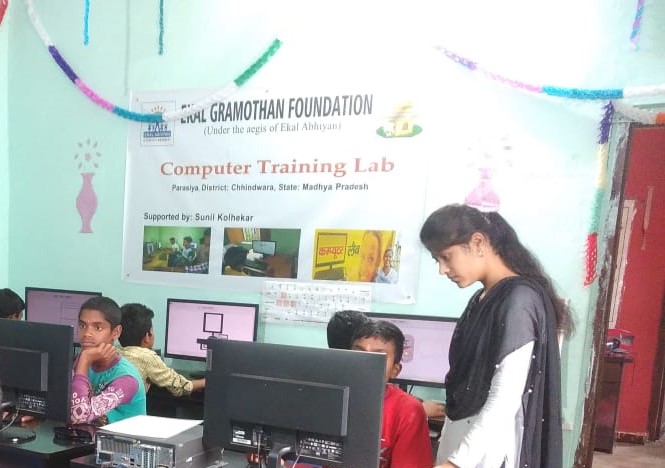 EKAL GRAMOTHAN FOUNDATION
(Under the aegis of Ekal Abhiyan)
Computer Training Lab
Parasiya, District: Chhindwara, State: Madhya Pradesh
Supported by: Sunil Kolhekar
कम्प्यूटर लैब